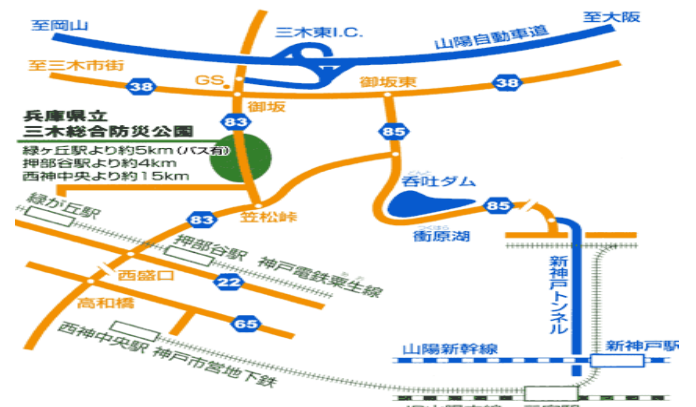 至岡山
三木東I.C.
山陽自動車道
至大阪
至三木市街
GS.
38
御坂
御坂東
38
兵庫県立
三木総合防災公園
緑ヶ丘駅より約5km(バス有)
押部谷駅より約4km
西神中央より約15km
83
85
呑吐ダム
衝原湖
85
緑が丘駅
83
笠松峠
押部谷駅
神戸電鉄粟生線
西盛口
22
高和橋
65
新神戸トンネル
西神中央駅
神戸市営地下鉄
山陽新幹線
新神戸駅